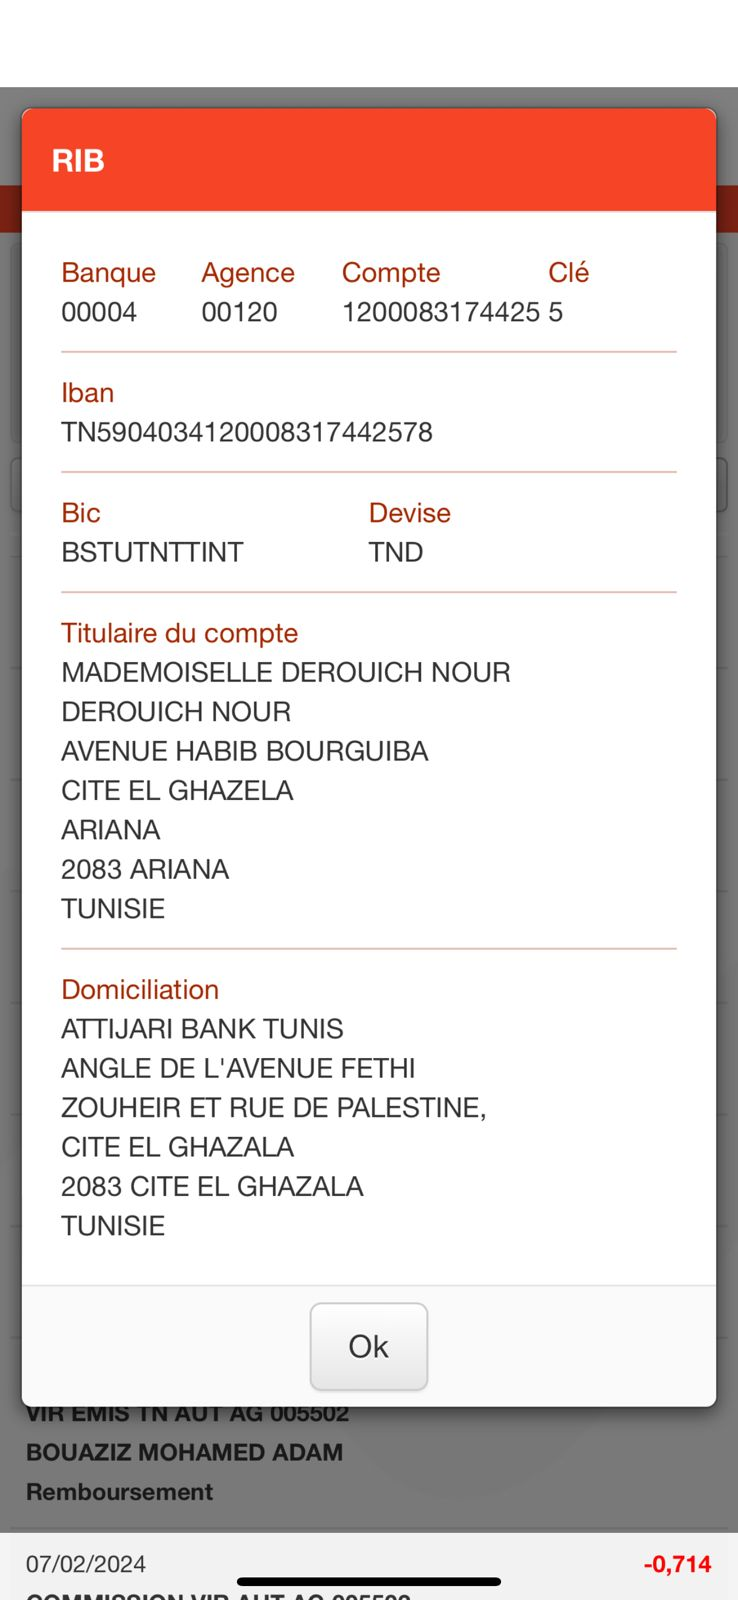 RIB
Banque Agence Compte Clé
00004 00120 1200083174425 5
Iban
TN5904034120008317442578
Bic Devise
BSTUTNTTINT TND
Titulaire du compte
MADEMOISELLE DEROUICH NOUR
DEROUICH NOUR
AVENUE HABIB BOURGUIBA
CITE EL GHAZELA
ARIANA
2083 ARIANA
TUNISIE
Domiciliation
ATTIJARI BANK TUNIS
ANGLE DE L'AVENUE FETHI
ZOUHEIR ET RUE DE PALESTINE,
CITE EL GHAZALA
2083 CITE EL GHAZALA
TUNISIE
Ok
VIR EMIS TN AUT AG 005502
BOUAZIZ MOHAMED ADAM
Remboursement
07/02/2024 -0,714
COMMISSION VIR AUT AG 005502